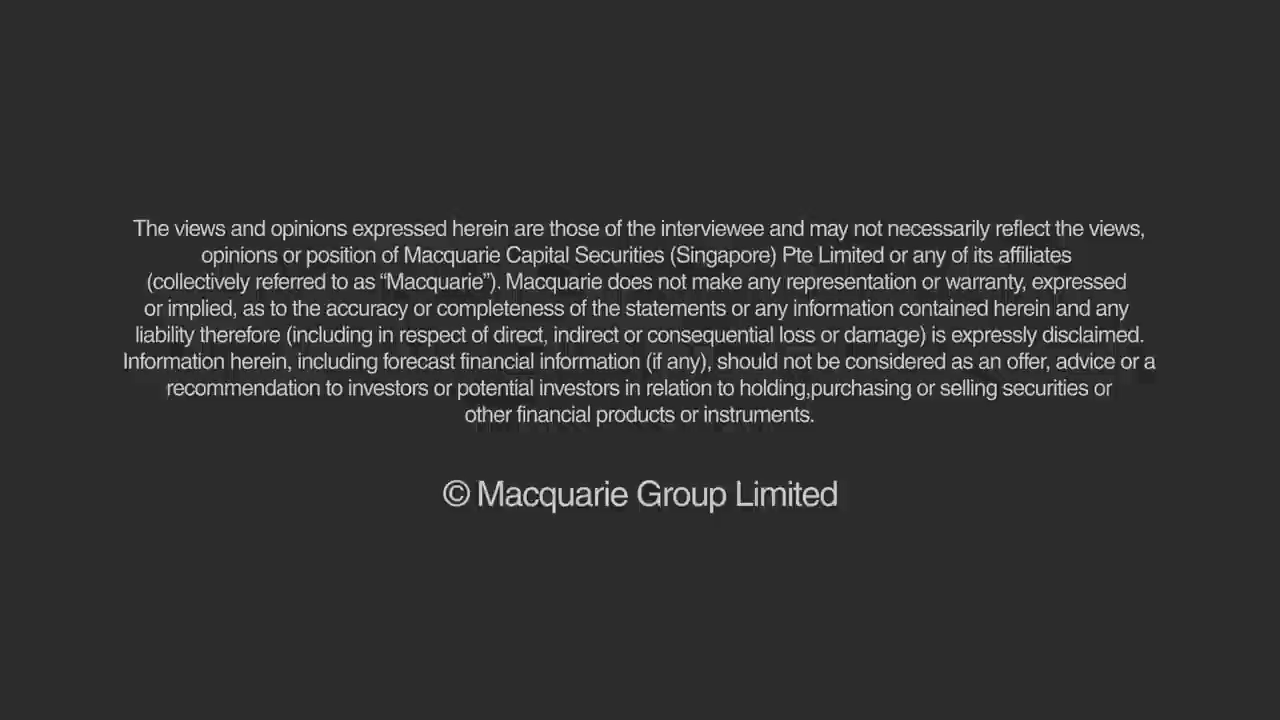 The views and opinions expressed herein are those of the interviewee and may not necessarily reflect the views,
opinions or position of Macquarie Capital Securities (Singapore) Pte Limited or any of its affiliates
(collectively referred to as “Macquarie”). Macquarie does not make any representation or warranty, expressed
or implied, as to the accuracy or completeness of the statements or any information contained herein and any
liability therefore (including in respect of direct, indirect or consequential loss or damage) is expressly disclaimed.
Information herein, including forecast financial information (if any), should not be considered as an offer, advice or a
recommendation to investors or potential investors in relation to holding,purchasing or selling securities or
other financial products or instruments.
© Macquarie Group Limited